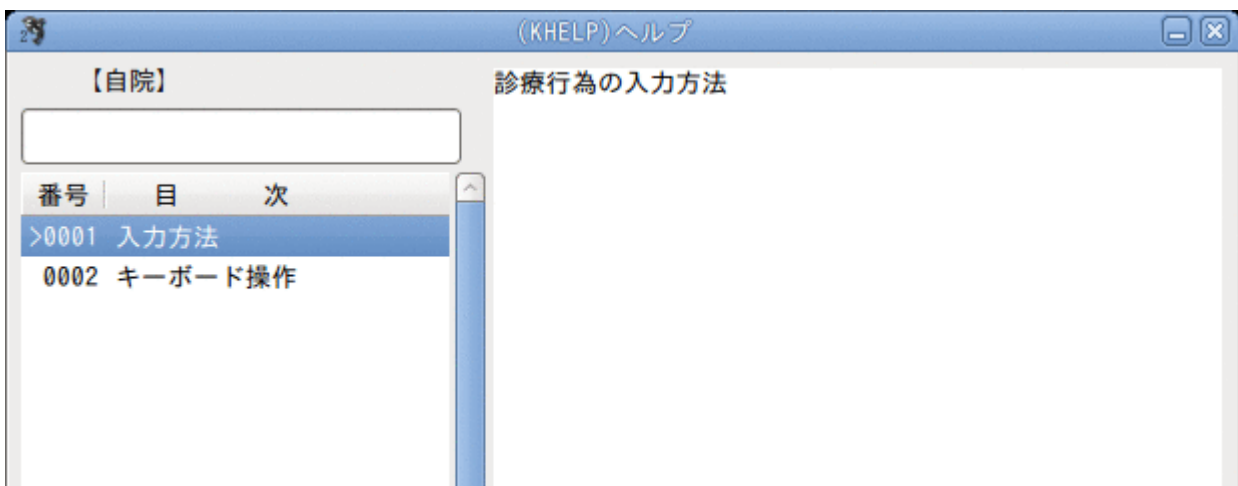 (KHELP)ヘルプ
【自院】
番号 目 次
>0001 入力方法
0002 キーボード操作
診療行為の入力方法